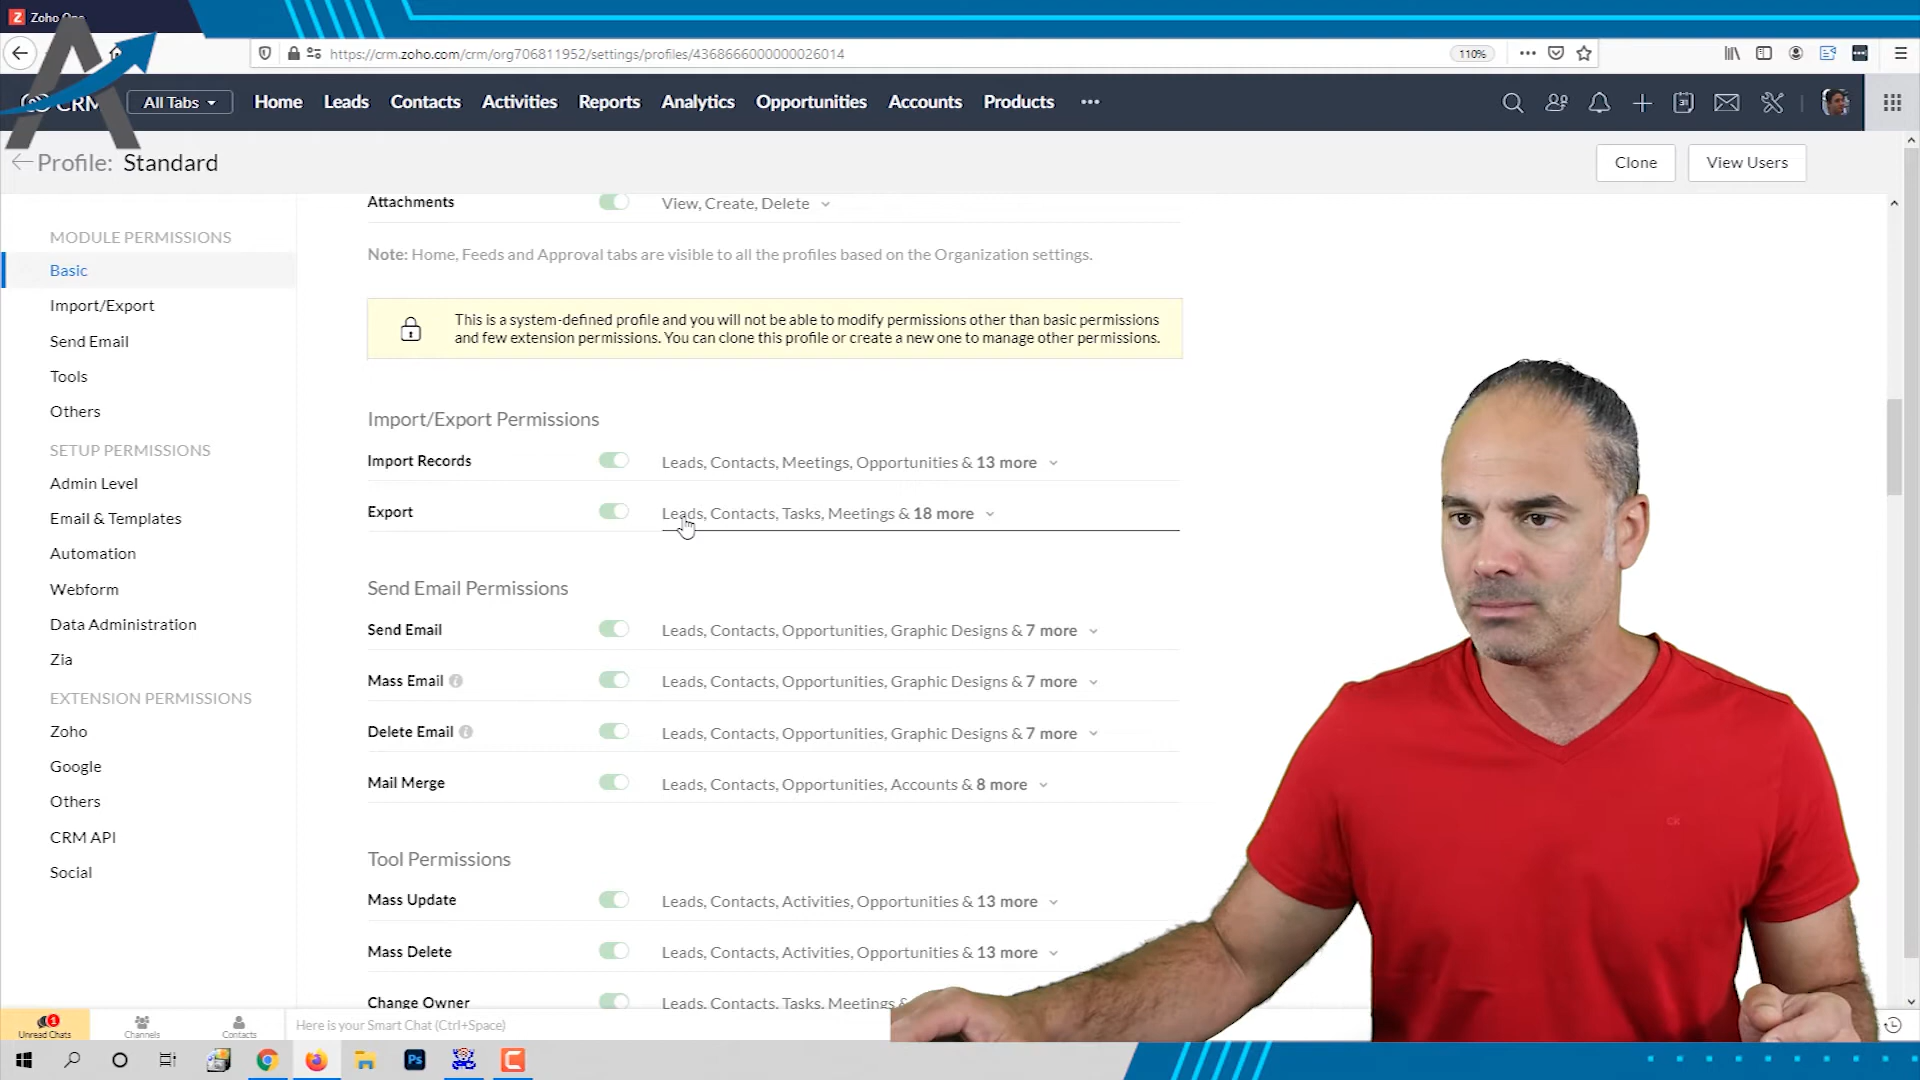 Zoho One
https://crm.zoho.com/crm/org706811952/settings/profiles/4368666000000026014
110%
CRM
All Tabs
Home
Leads
Contacts
Activities
Reports
Analytics
Opportunities
Accounts
Products
Profile: Standard
Clone
View Users
MODULE PERMISSIONS
Basic
Import/Export
Send Email
Tools
Others
SETUP PERMISSIONS
Admin Level
Email & Templates
Automation
Webform
Data Administration
Zia
EXTENSION PERMISSIONS
Zoho
Google
Others
CRM API
Social
Attachments View, Create, Delete
Note: Home, Feeds and Approval tabs are visible to all the profiles based on the Organization settings.
This is a system-defined profile and you will not be able to modify permissions other than basic permissions
and few extension permissions. You can clone this profile or create a new one to manage other permissions.
Import/Export Permissions
Import Records Leads, Contacts, Meetings, Opportunities & 13 more
Export Leads, Contacts, Tasks, Meetings & 18 more
Send Email Permissions
Send Email Leads, Contacts, Opportunities, Graphic Designs & 7 more
Mass Email Leads, Contacts, Opportunities, Graphic Designs & 7 more
Delete Email Leads, Contacts, Opportunities, Graphic Designs & 7 more
Mail Merge Leads, Contacts, Opportunities, Accounts & 8 more
Tool Permissions
Mass Update Leads, Contacts, Activities, Opportunities & 13 more
Mass Delete Leads, Contacts, Activities, Opportunities & 13 more
Change Owner Leads, Contacts, Tasks, Meetings &
1
Unread Chats
Channels
Contacts
Here is your Smart Chat (Ctrl+Space)
Ps
ck